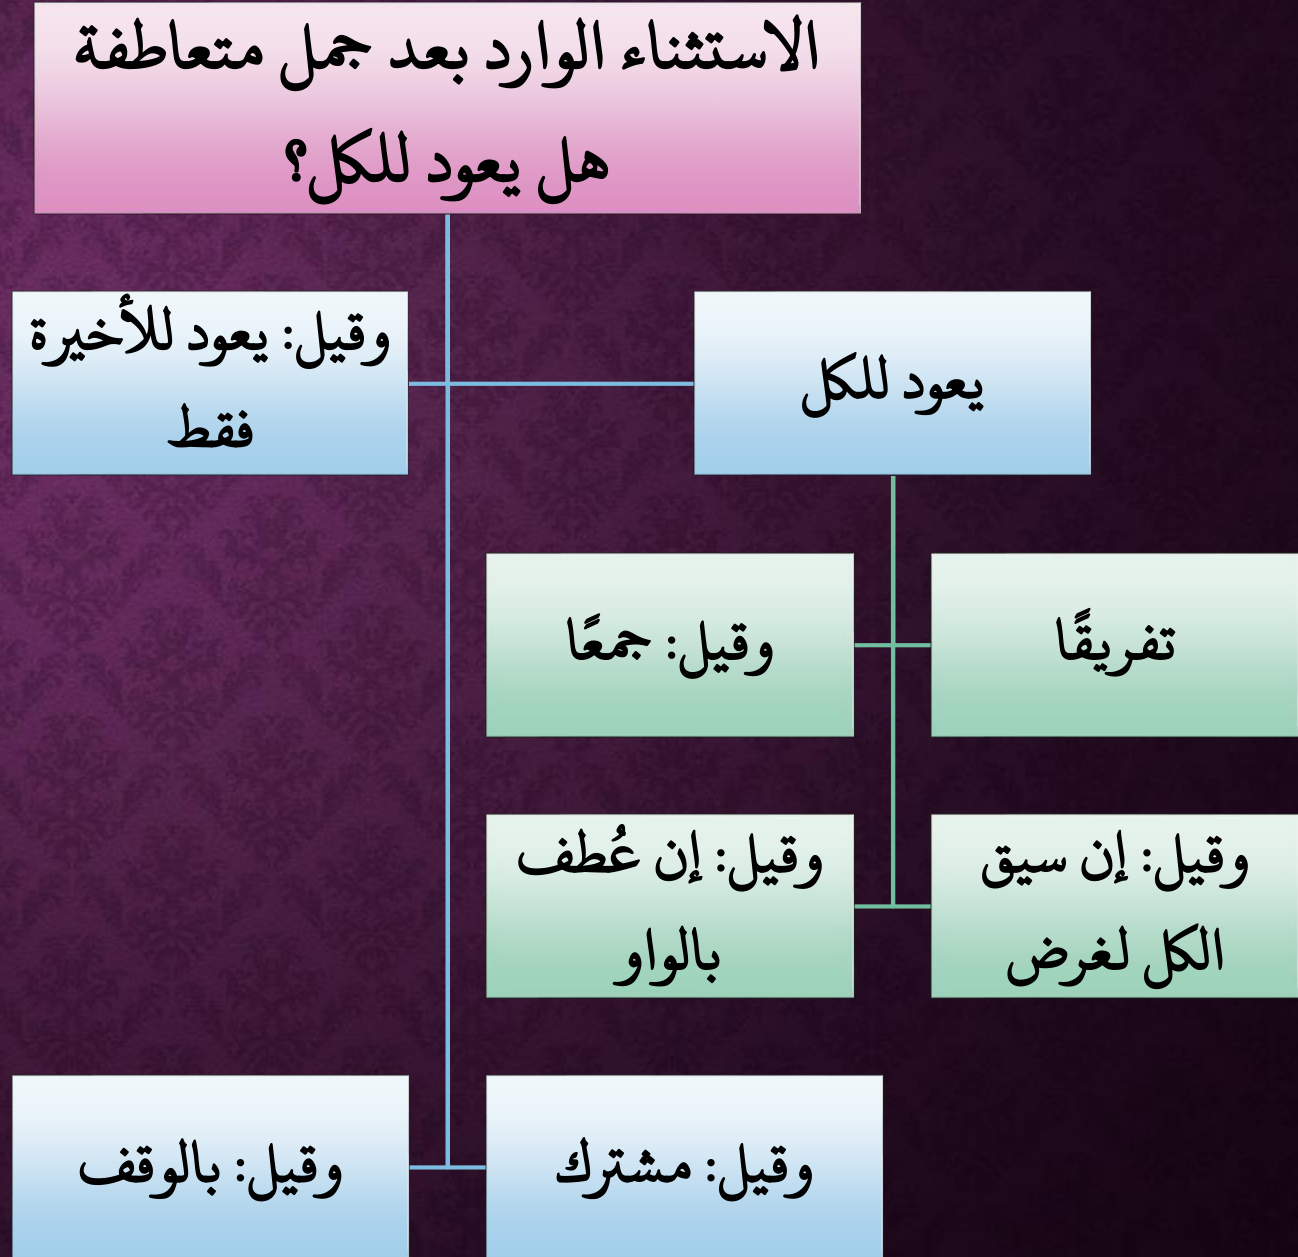 الاستثناء الوارد بعد جمل متعاطفة
هل يعود للكل؟
يعود للكل
وقيل: يعود للأخيرة
فقط
تفريقًا
وقيل: جمعًا
وقيل: إن سيق
الكل لغرض
وقيل: إن عُطف
بالواو
وقيل: مشترك
وقيل: بالوقف